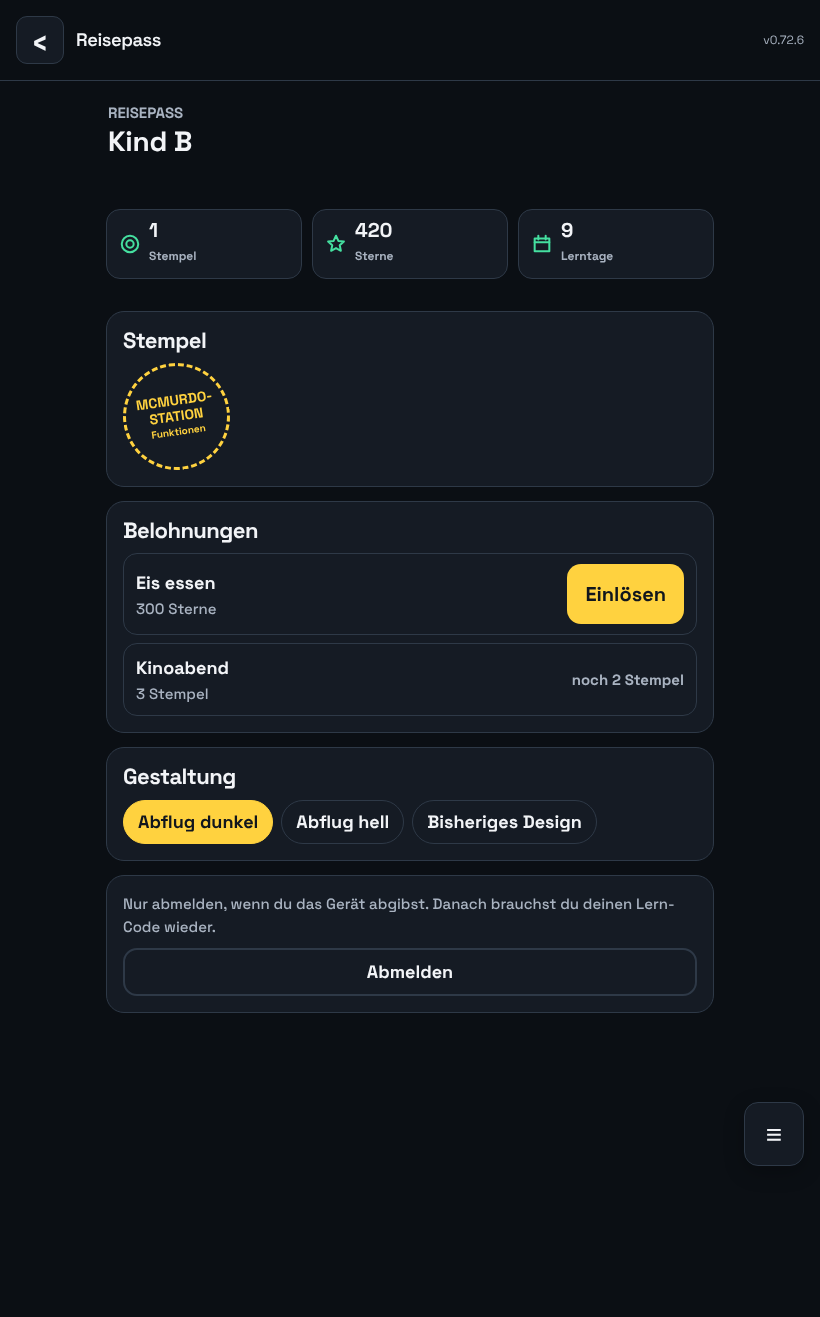 <
Reisepass
v0.72.6
REISEPASS
Kind B
1
Stempel
420
Sterne
9
Lerntage
Stempel
MCMURDO-
STATION
Funktionen
Belohnungen
Eis essen
300 Sterne
Einlösen
Kinoabend
3 Stempel
noch 2 Stempel
Gestaltung
Abflug dunkel
Abflug hell
Bisheriges Design
Nur abmelden, wenn du das Gerät abgibst. Danach brauchst du deinen Lern-
Code wieder.
Abmelden